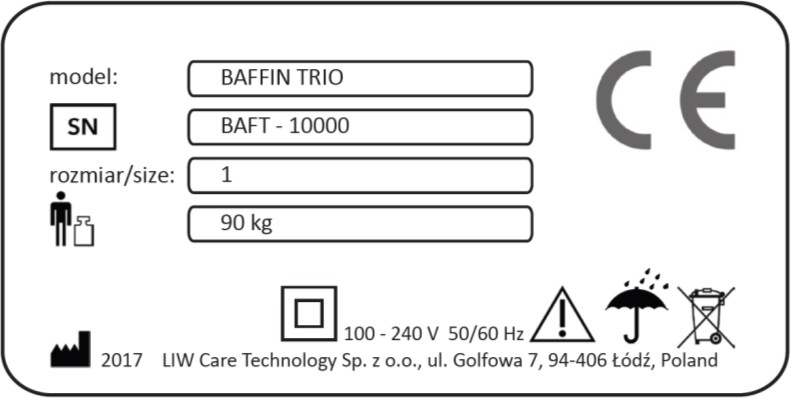 model: BAFFIN TRIO
CE
SN BAFT - 10000
rozmiar/size: 1
90 kg
100 - 240 V 50/60 Hz
2017 LIW Care Technology Sp. z o.o., ul. Golfowa 7, 94-406 Łódź, Poland